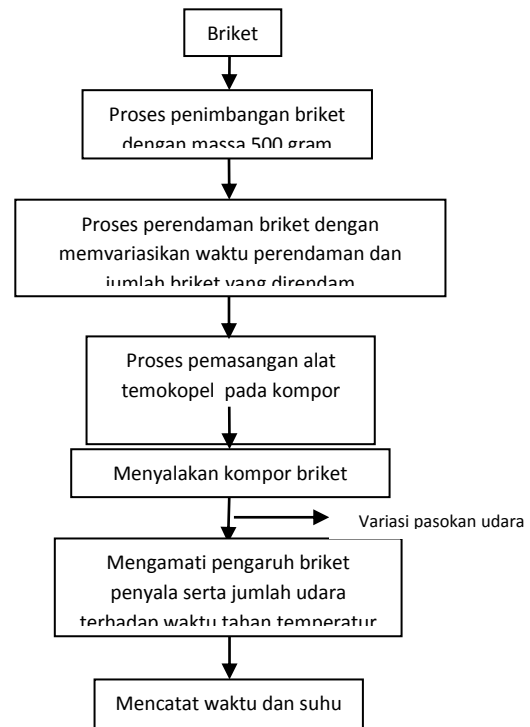 Briket
Proses penimbangan briket
dengan massa 500 gram
Proses perendaman briket dengan
memvariasikan waktu perendaman dan
jumlah briket yang direndam
Proses pemasangan alat
temokopel pada kompor
Menyalakan kompor briket
Variasi pasokan udara
Mengamati pengaruh briket
penyala serta jumlah udara
terhadap waktu tahan temperatur
Mencatat waktu dan suhu